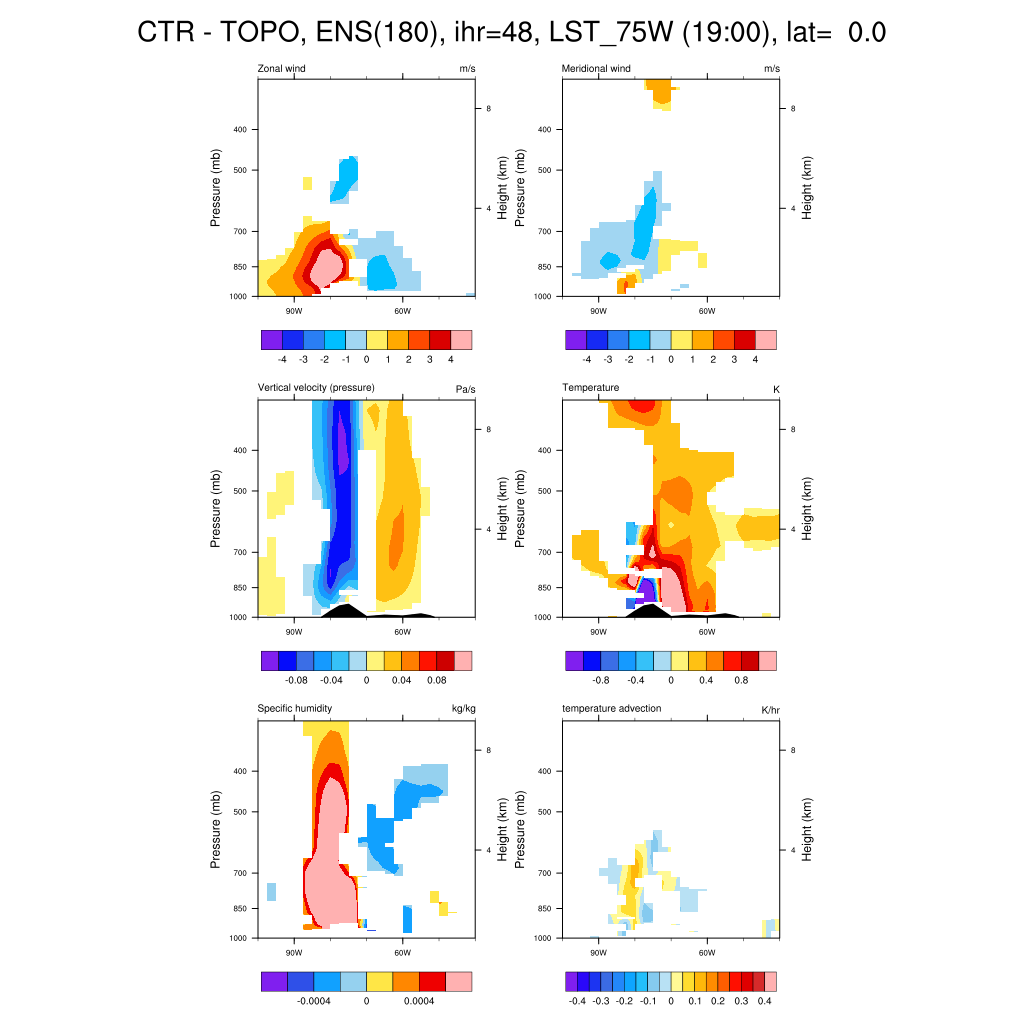 CTR - TOPO, ENS(180), ihr=48, LST_75W (19:00), lat= 0.0
Zonal wind m/s
Pressure (mb)
400
500
700
850
1000
90W 60W
8
4
Height (km)
-4 -3 -2 -1 0 1 2 3 4
Meridional wind m/s
Pressure (mb)
400
500
700
850
1000
90W 60W
8
4
Height (km)
-4 -3 -2 -1 0 1 2 3 4
Vertical velocity (pressure) Pa/s
Pressure (mb)
400
500
700
850
1000
90W 60W
8
4
Height (km)
-0.08 -0.04 0 0.04 0.08
Temperature K
Pressure (mb)
400
500
700
850
1000
90W 60W
8
4
Height (km)
-0.8 -0.4 0 0.4 0.8
Specific humidity kg/kg
Pressure (mb)
400
500
700
850
1000
90W 60W
8
4
Height (km)
-0.0004 0 0.0004
temperature advection K/hr
Pressure (mb)
400
500
700
850
1000
90W 60W
8
4
Height (km)
-0.4 -0.3 -0.2 -0.1 0 0.1 0.2 0.3 0.4